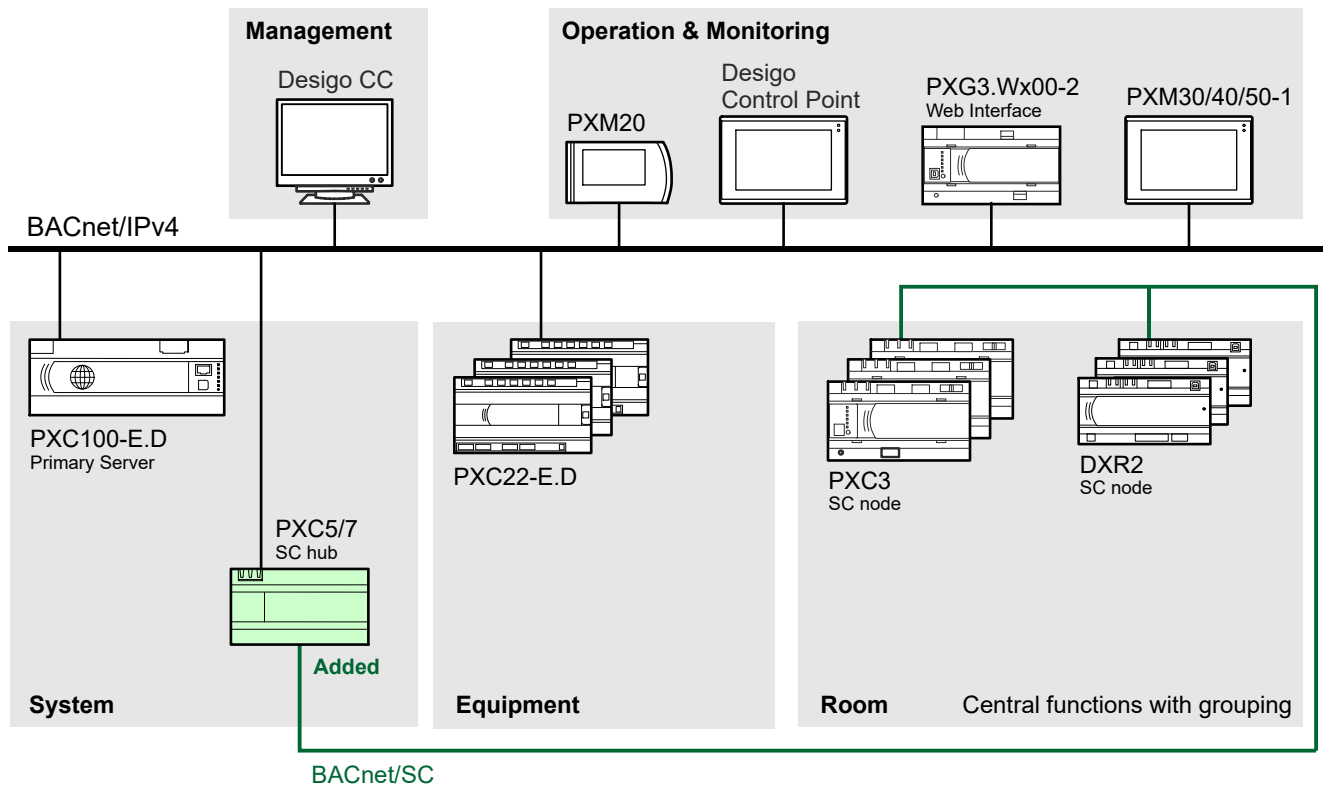 Management
Operation & Monitoring
Desigo CC
PXM20
Desigo
Control Point
PXG3.Wx00-2
Web Interface
PXM30/40/50-1
BACnet/IPv4
PXC100-E.D
Primary Server
PXC5/7
SC hub
Added
System
PXC22-E.D
Equipment
PXC3
SC node
DXR2
SC node
Room
Central functions with grouping
BACnet/SC